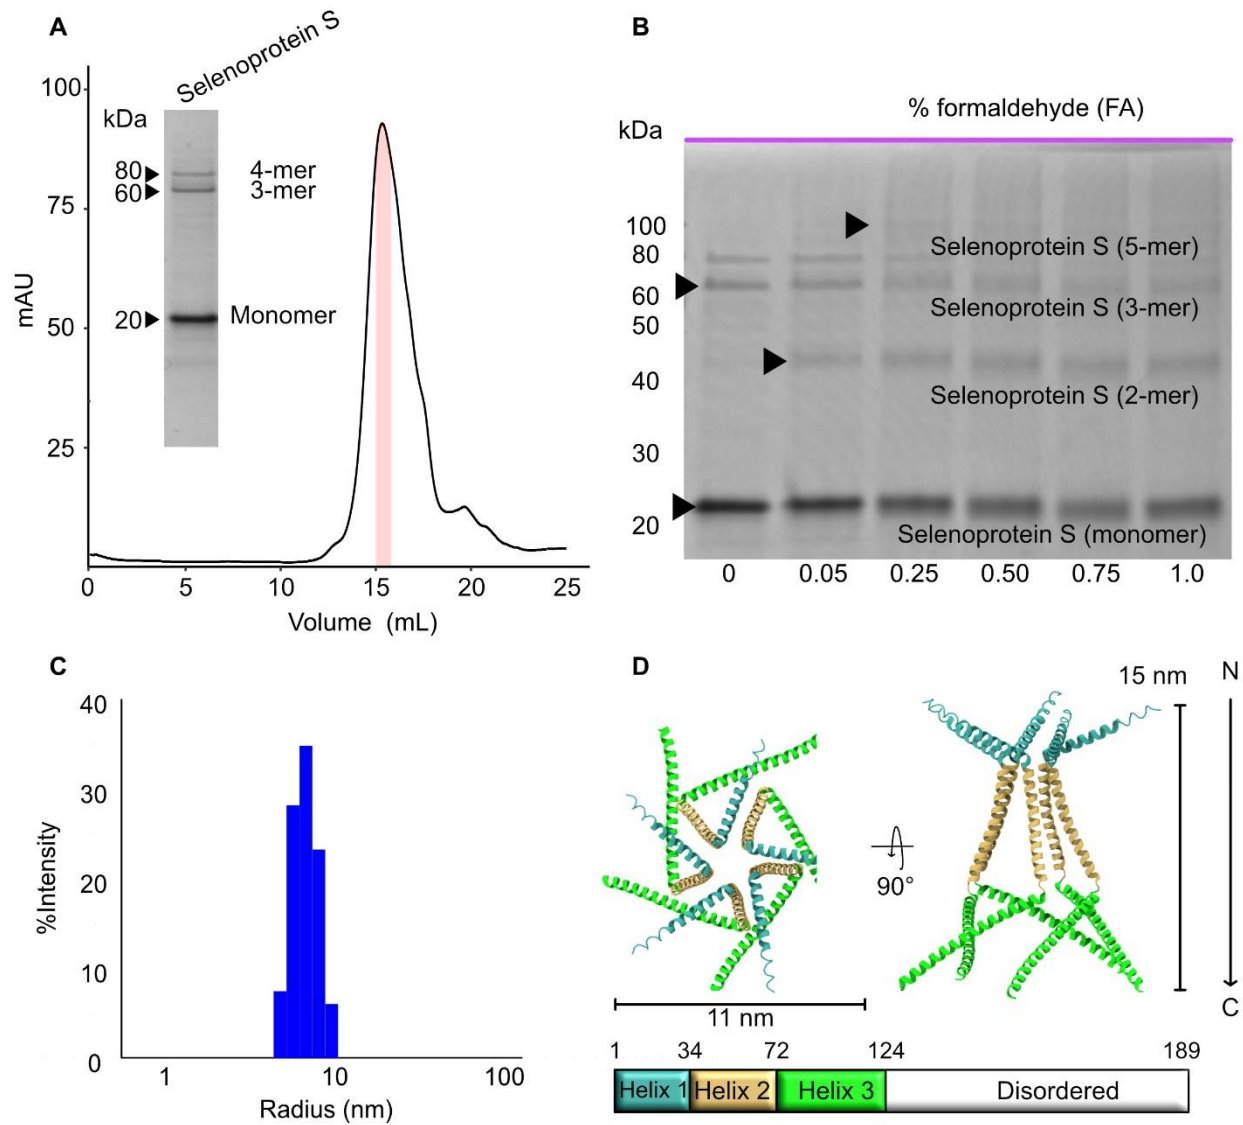 A
Selenoprotein S
100
75
50
25
mAU
kDa
80
60
20
4-mer
3-mer
Monomer
0 5 10 15 20 25
Volume (mL)
B
% formaldehyde (FA)
kDa
100
80
60
50
40
30
20
Selenoprotein S (5-mer)
Selenoprotein S (3-mer)
Selenoprotein S (2-mer)
Selenoprotein S (monomer)
0 0.05 0.25 0.50 0.75 1.0
C
40
30
20
10
0
%Intensity
1 10 100
Radius (nm)
D
15 nm
N
90°
C
11 nm
1 34 72 124 189
Helix 1 Helix 2 Helix 3 Disordered